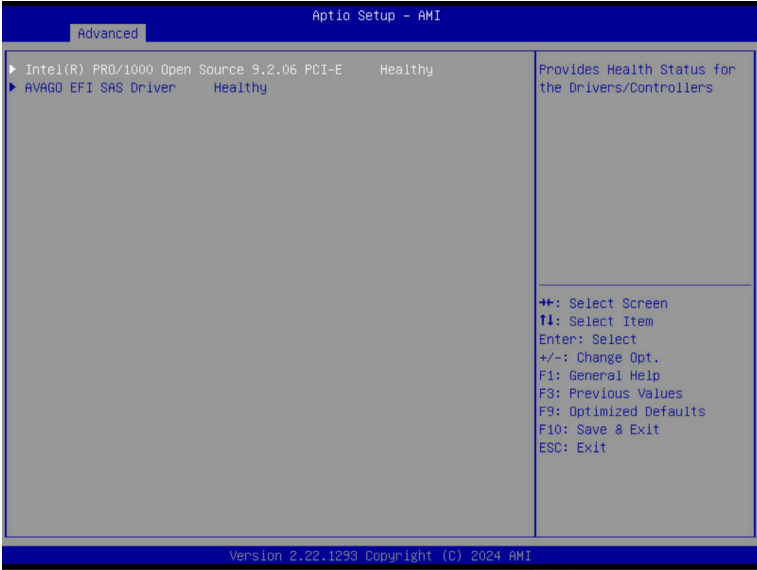 Aptio Setup – AMI
Advanced
▶ Intel(R) PRO/1000 Open Source 9.2.06 PCI-E Healthy
▶ AVAGO EFI SAS Driver Healthy
Provides Health Status for
the Drivers/Controllers
→←: Select Screen
↑↓: Select Item
Enter: Select
+/-: Change Opt.
F1: General Help
F3: Previous Values
F9: Optimized Defaults
F10: Save & Exit
ESC: Exit
Version 2.22.1293 Copyright (C) 2024 AMI